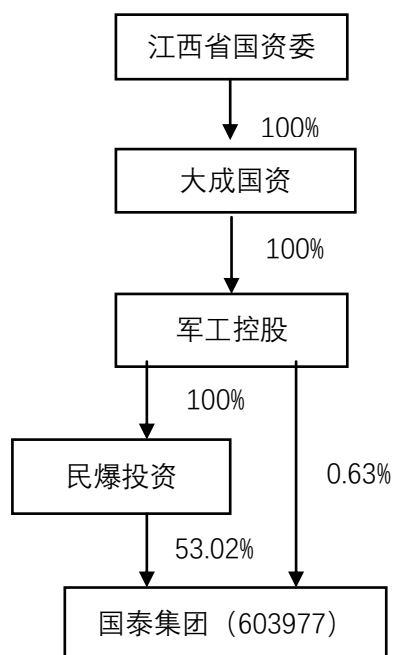 江西省国资委
100%
大成国资
100%
军工控股
100%
民爆投资
0.63%
53.02%
国泰集团（603977）